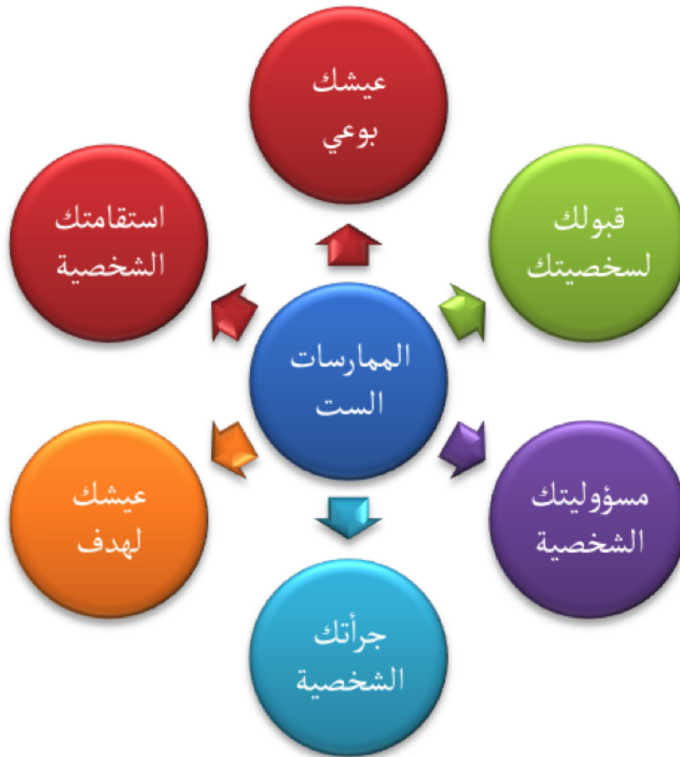 عيشك
بوعي
قبولك
لسخصيتك
مسؤوليتك
الشخصية
جرأتك
الشخصية
عيشك
لهدف
استقامتك
الشخصية
الممارسات
الست